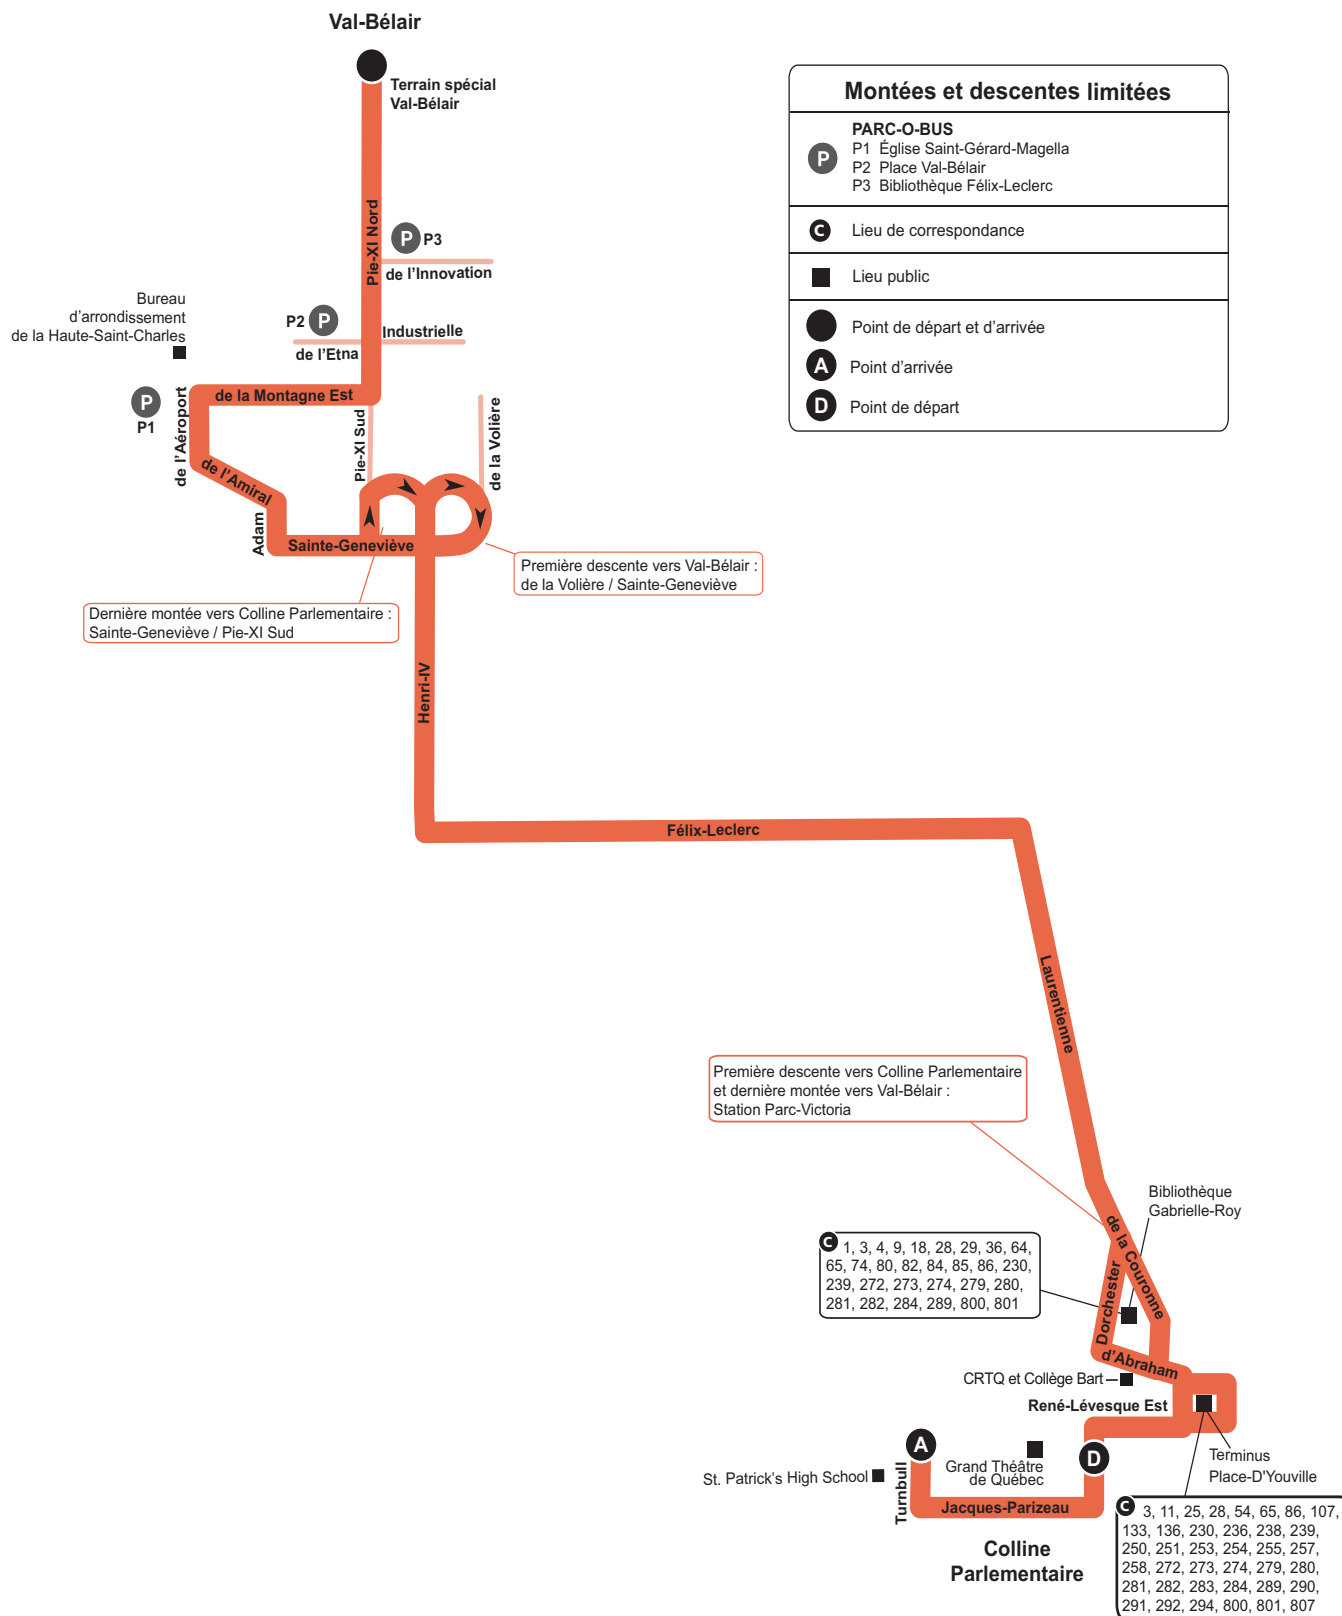 Val-Bélair
Terrain spécial
Val-Bélair
Montées et descentes limitées
P
PARC-O-BUS
P1 Église Saint-Gérard-Magella
P2 Place Val-Bélair
P3 Bibliothèque Félix-Leclerc
C
Lieu de correspondance
Lieu public
Point de départ et d'arrivée
A
Point d'arrivée
D
Point de départ
Pie-XI Nord
P
P3
de l'Innovation
Bureau
d'arrondissement
de la Haute-Saint-Charles
P2
P
Industrielle
de l'Etna
P
P1
de l'Aéroport
de la Montagne Est
Pie-XI Sud
de la Volière
de l'Amiral
Adam
Sainte-Geneviève
Première descente vers Val-Bélair :
de la Volière / Sainte-Geneviève
Dernière montée vers Colline Parlementaire :
Sainte-Geneviève / Pie-XI Sud
Henri-IV
Félix-Leclerc
Laurentienne
Première descente vers Colline Parlementaire
et dernière montée vers Val-Bélair :
Station Parc-Victoria
Bibliothèque
Gabrielle-Roy
de la Couronne
C
1, 3, 4, 9, 18, 28, 29, 36, 64,
65, 74, 80, 82, 84, 85, 86, 230,
239, 272, 273, 274, 279, 280,
281, 282, 284, 289, 800, 801
Dorchester
d'Abraham
CRTQ et Collège Bart
René-Lévesque Est
A
Grand Théâtre
de Québec
D
Terminus
Place-D'Youville
St. Patrick's High School
Turnbull
Jacques-Parizeau
Colline
Parlementaire
C
3, 11, 25, 28, 54, 65, 86, 107,
133, 136, 230, 236, 238, 239,
250, 251, 253, 254, 255, 257,
258, 272, 273, 274, 279, 280,
281, 282, 283, 284, 289, 290,
291, 292, 294, 800, 801, 807